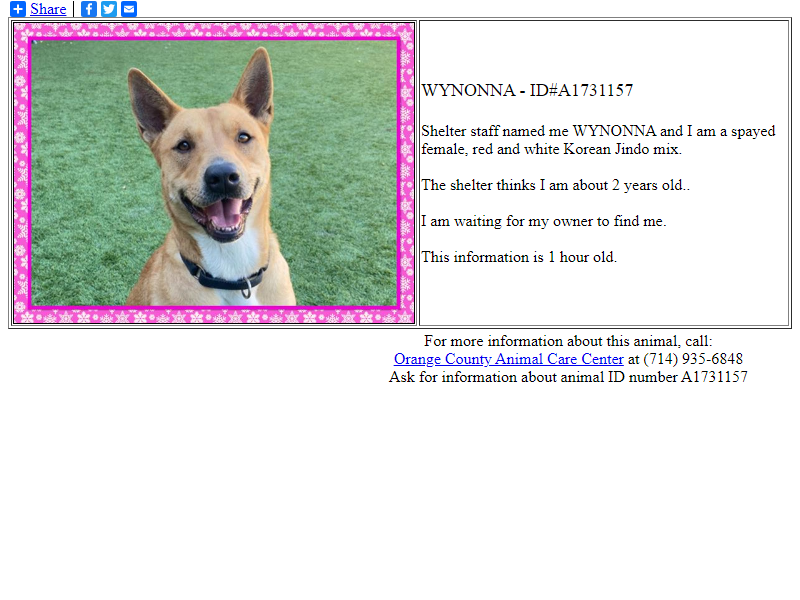 Share
WYNONNA - ID#A1731157
Shelter staff named me WYNONNA and I am a spayed
female, red and white Korean Jindo mix.
The shelter thinks I am about 2 years old..
I am waiting for my owner to find me.
This information is 1 hour old.
For more information about this animal, call:
Orange County Animal Care Center at (714) 935-6848
Ask for information about animal ID number A1731157